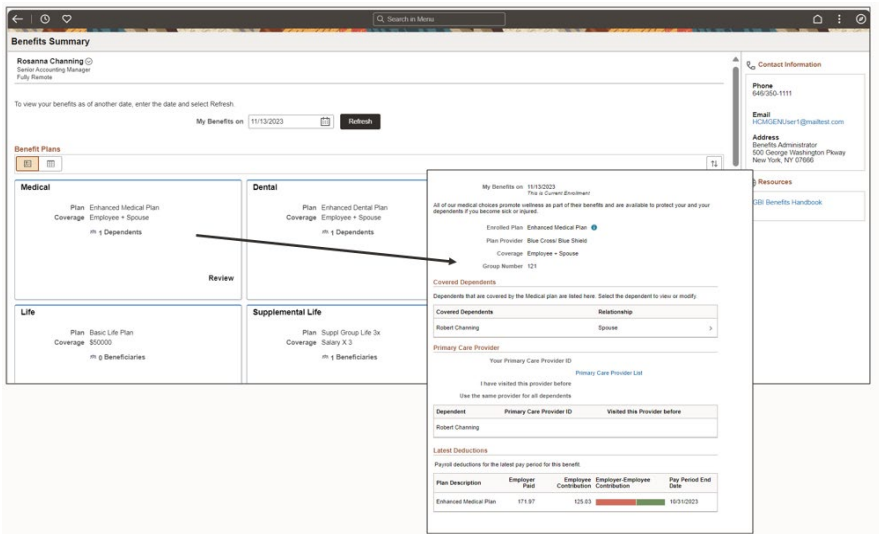 Search in Menu
Benefits Summary
Rosanna Channing
Senior Accounting Manager
Fully Remote
To view your benefits as of another date, enter the date and select Refresh.
My Benefits on 11/13/2023 Refresh
Benefit Plans
Medical
Plan Enhanced Medical Plan
Coverage Employee + Spouse
1 Dependents
Review
Dental
Plan Enhanced Dental Plan
Coverage Employee + Spouse
1 Dependents
Life
Plan Basic Life Plan
Coverage $50000
0 Beneficiaries
Supplemental Life
Plan Suppl Group Life 3x
Coverage Salary X 3
1 Beneficiaries
Contact Information
Phone
646/350-1111
Email
HCMGENUser1@mailtest.com
Address
Benefits Administrator
500 George Washington Pkway
New York, NY 07666
Resources
GBI Benefits Handbook
My Benefits on 11/13/2023
This is Current Enrollment
All of our medical choices promote wellness as part of their benefits and are available to protect your and your
dependents if you become sick or injured.
Enrolled Plan Enhanced Medical Plan
Plan Provider Blue Cross/ Blue Shield
Coverage Employee + Spouse
Group Number 121
Covered Dependents
Dependents that are covered by the Medical plan are listed here. Select the dependent to view or modify.
Covered Dependents Relationship
Robert Channing Spouse
Primary Care Provider
Your Primary Care Provider ID
Primary Care Provider List
I have visited this provider before
Use the same provider for all dependents
Dependent Primary Care Provider ID Visited this Provider before
Robert Channing
Latest Deductions
Payroll deductions for the latest pay period for this benefit.
Plan Description Employer Paid Employee Contribution Employer-Employee Contribution Pay Period End Date
Enhanced Medical Plan 171.97 125.03 10/31/2023